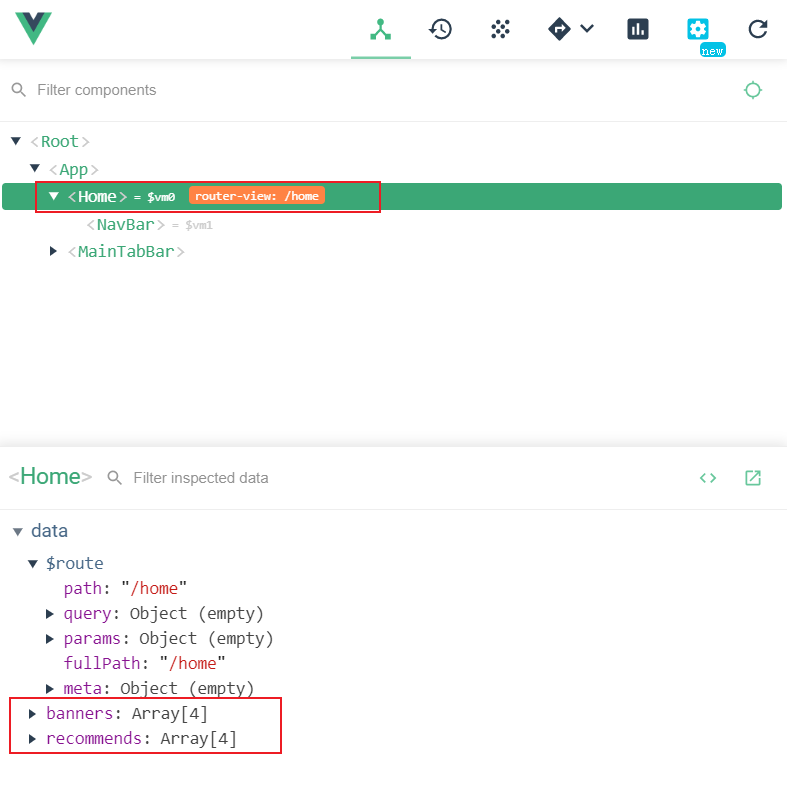 new
Filter components
<Root>
<App>
<Home> = $vm0 router-view: /home
<NavBar> = $vm1
<MainTabBar>
<Home> Filter inspected data
data
$route
path: "/home"
query: Object (empty)
params: Object (empty)
fullPath: "/home"
meta: Object (empty)
banners: Array[4]
recommends: Array[4]